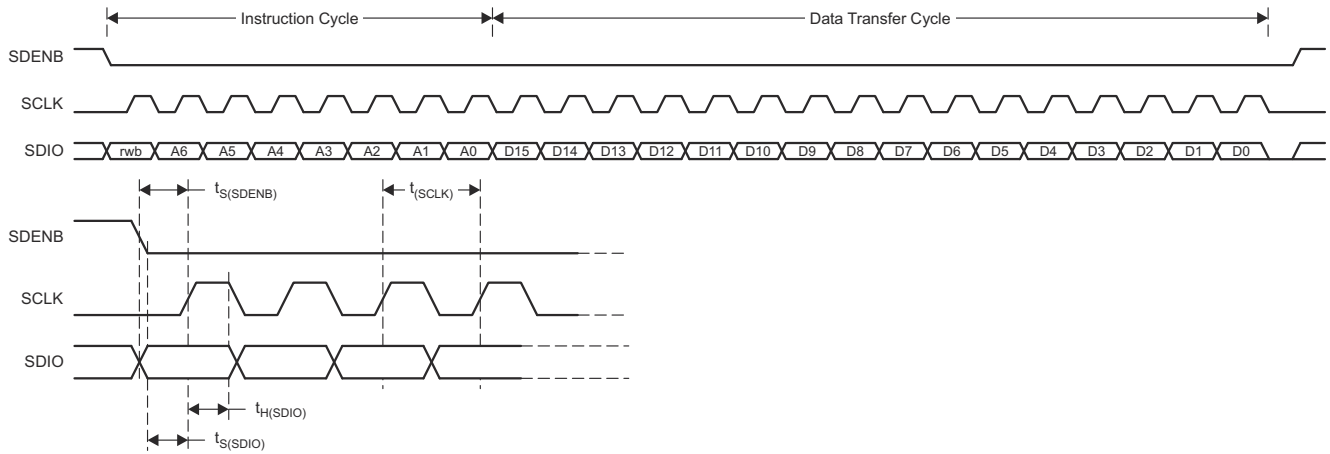 Instruction Cycle Data Transfer Cycle
SDENB
SCLK
SDIO rwb A6 A5 A4 A3 A2 A1 A0 D15 D14 D13 D12 D11 D10 D9 D8 D7 D6 D5 D4 D3 D2 D1 D0
tS(SDENB) t(SCLK)
SDENB
SCLK
SDIO
tH(SDIO)
tS(SDIO)